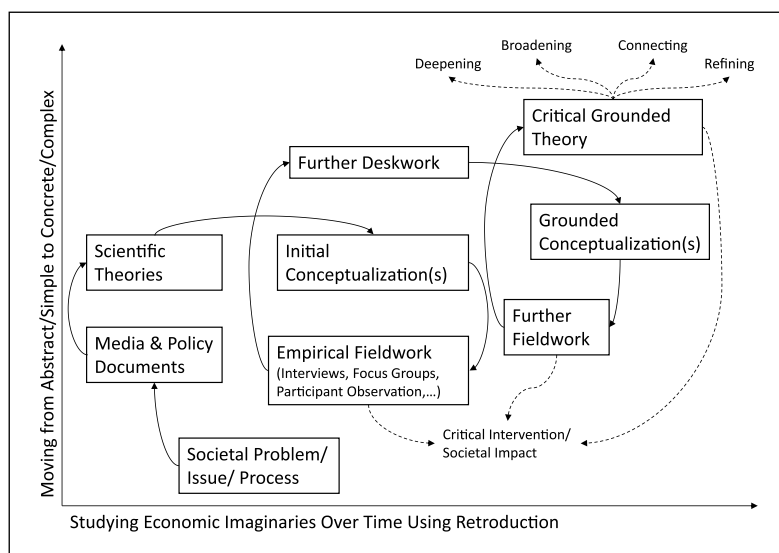 Moving from Abstract/Simple to Concrete/Complex
Deepening
Broadening
Connecting
Refining
Critical Grounded
Theory
Further Deskwork
Grounded
Conceptualization(s)
Scientific
Theories
Initial
Conceptualization(s)
Further
Fieldwork
Media & Policy
Documents
Empirical Fieldwork
(Interviews, Focus Groups,
Participant Observation,...)
Critical Intervention/
Societal Impact
Societal Problem/
Issue/ Process
Studying Economic Imaginaries Over Time Using Retroduction